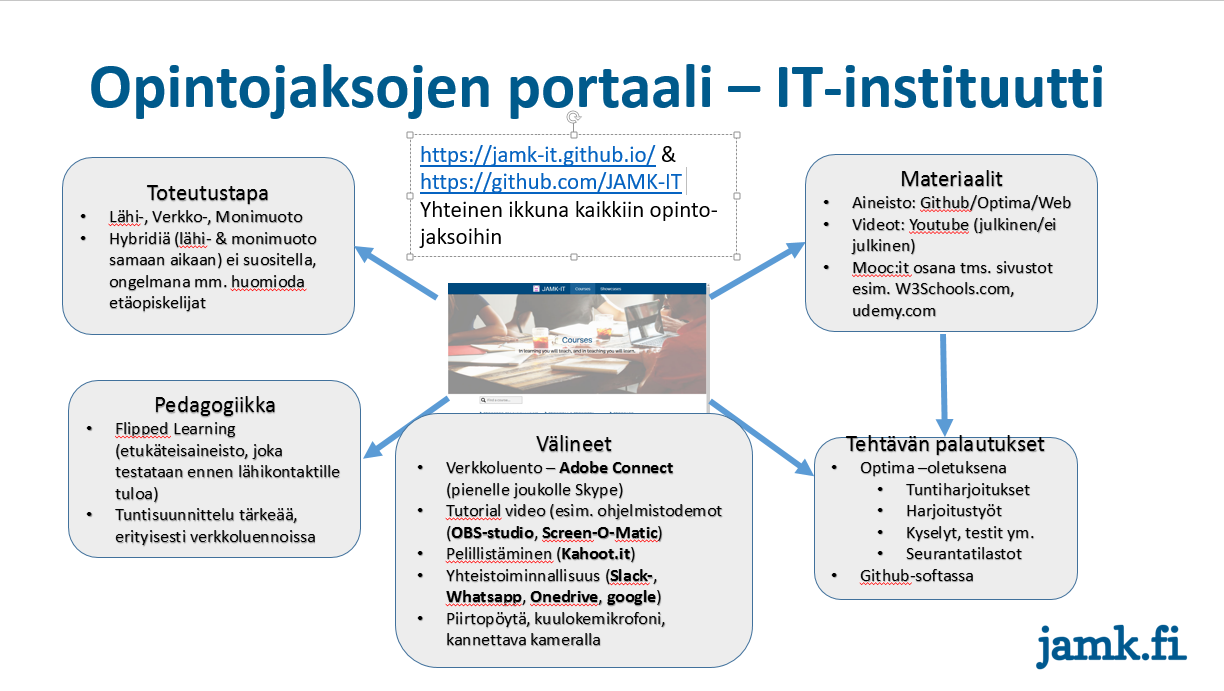 Opintojaksojen portaali – IT-instituutti
https://jamk-it.github.io/ &
https://github.com/JAMK-IT
Yhteinen ikkuna kaikkiin opinto-
jaksoihin
Toteutustapa
• Lähi-, Verkko-, Monimuoto
• Hybridiä (lähi- & monimuoto
samaan aikaan) ei suositella,
ongelmana mm. huomioda
etäopiskelijat
Materiaalit
• Aineisto: Github/Optima/Web
• Videot: Youtube (julkinen/ei
julkinen)
• Mooc:it osana tms. sivustot
esim. W3Schools.com,
udemy.com
JAMK-IT Courses Showcases
Courses
In learning you will teach, and in teaching you will learn.
Pedagogiikka
• Flipped Learning
(etukäteisaineisto, joka
testataan ennen lähikontaktille
tuloa)
• Tuntisuunnittelu tärkeää,
erityisesti verkkoluennoissa
Välineet
• Verkkoluento – Adobe Connect
(pienelle joukolle Skype)
• Tutorial video (esim. ohjelmistodemot
(OBS-studio, Screen-O-Matic)
• Pelillistäminen (Kahoot.it)
• Yhteistoiminnallisuus (Slack-,
Whatsapp, Onedrive, google)
• Piirtopöytä, kuulokemikrofoni,
kannettava kameralla
Tehtävän palautukset
• Optima –oletuksena
• Tuntiharjoitukset
• Harjoitustyöt
• Kyselyt, testit ym.
• Seurantatilastot
• Github-softassa
jamk.fi